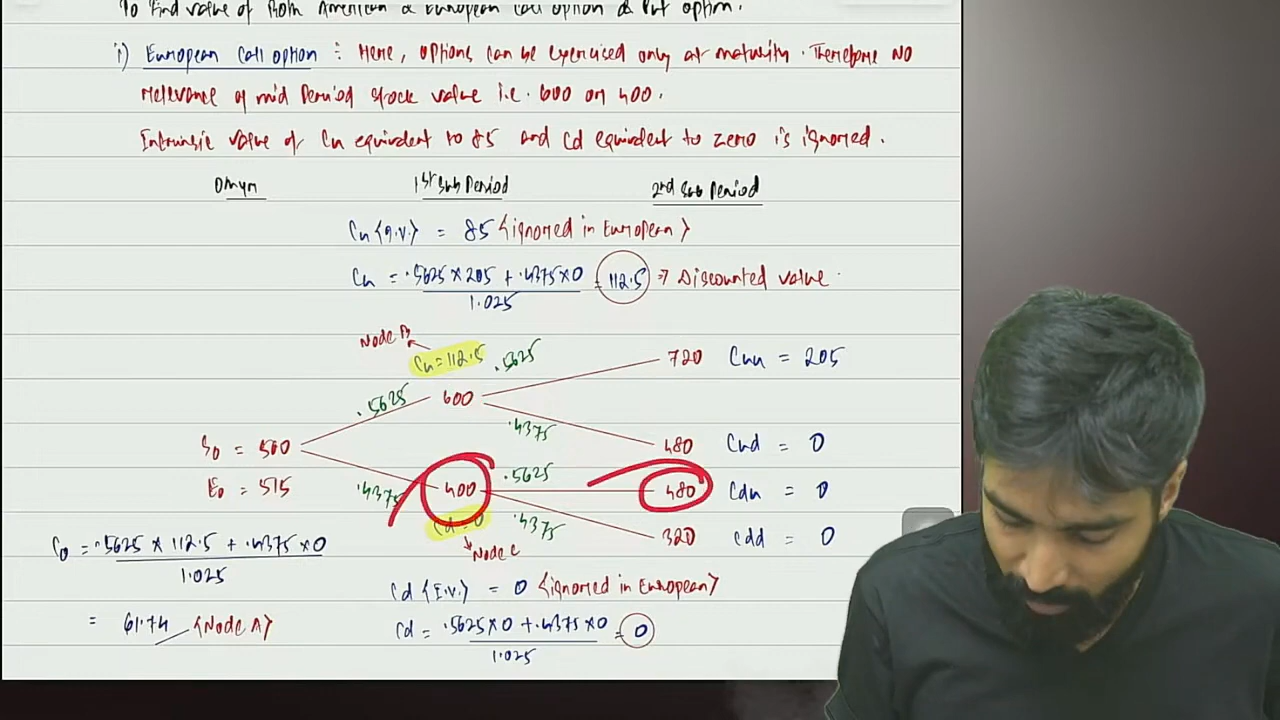 To find value of Both American & European call option & Put option.
i) European Call option : Here, options can be exercised only at maturity. Therefore No
relevance of mid Period stock value i.e. 600 or 400.
Intrinsic value of Cu equivalent to 85 and Cd equivalent to zero is ignored.
0 Myr 1st Sub Period 2nd Sub Period
Cu {I.V.} = 85 {ignored in European}
Cu = .5625 × 205 + .4375 × 0 = 112.5 → Discounted value.
1.025
Node B
Cu = 112.5 .5625 720 Cuu = 205
.5625 600
.4375
S0 = 500 480 Cud = 0
.5625
E0 = 515 .4375 400 480 Cdu = 0
Cd = 0 .4375
320 Cdd = 0
C0 = .5625 × 112.5 + .4375 × 0
Node C
1.025
Cd {I.V.} = 0 {ignored in European}
= 61.74 {Node A}
Cd = .5625 × 0 + .4375 × 0 = 0
1.025